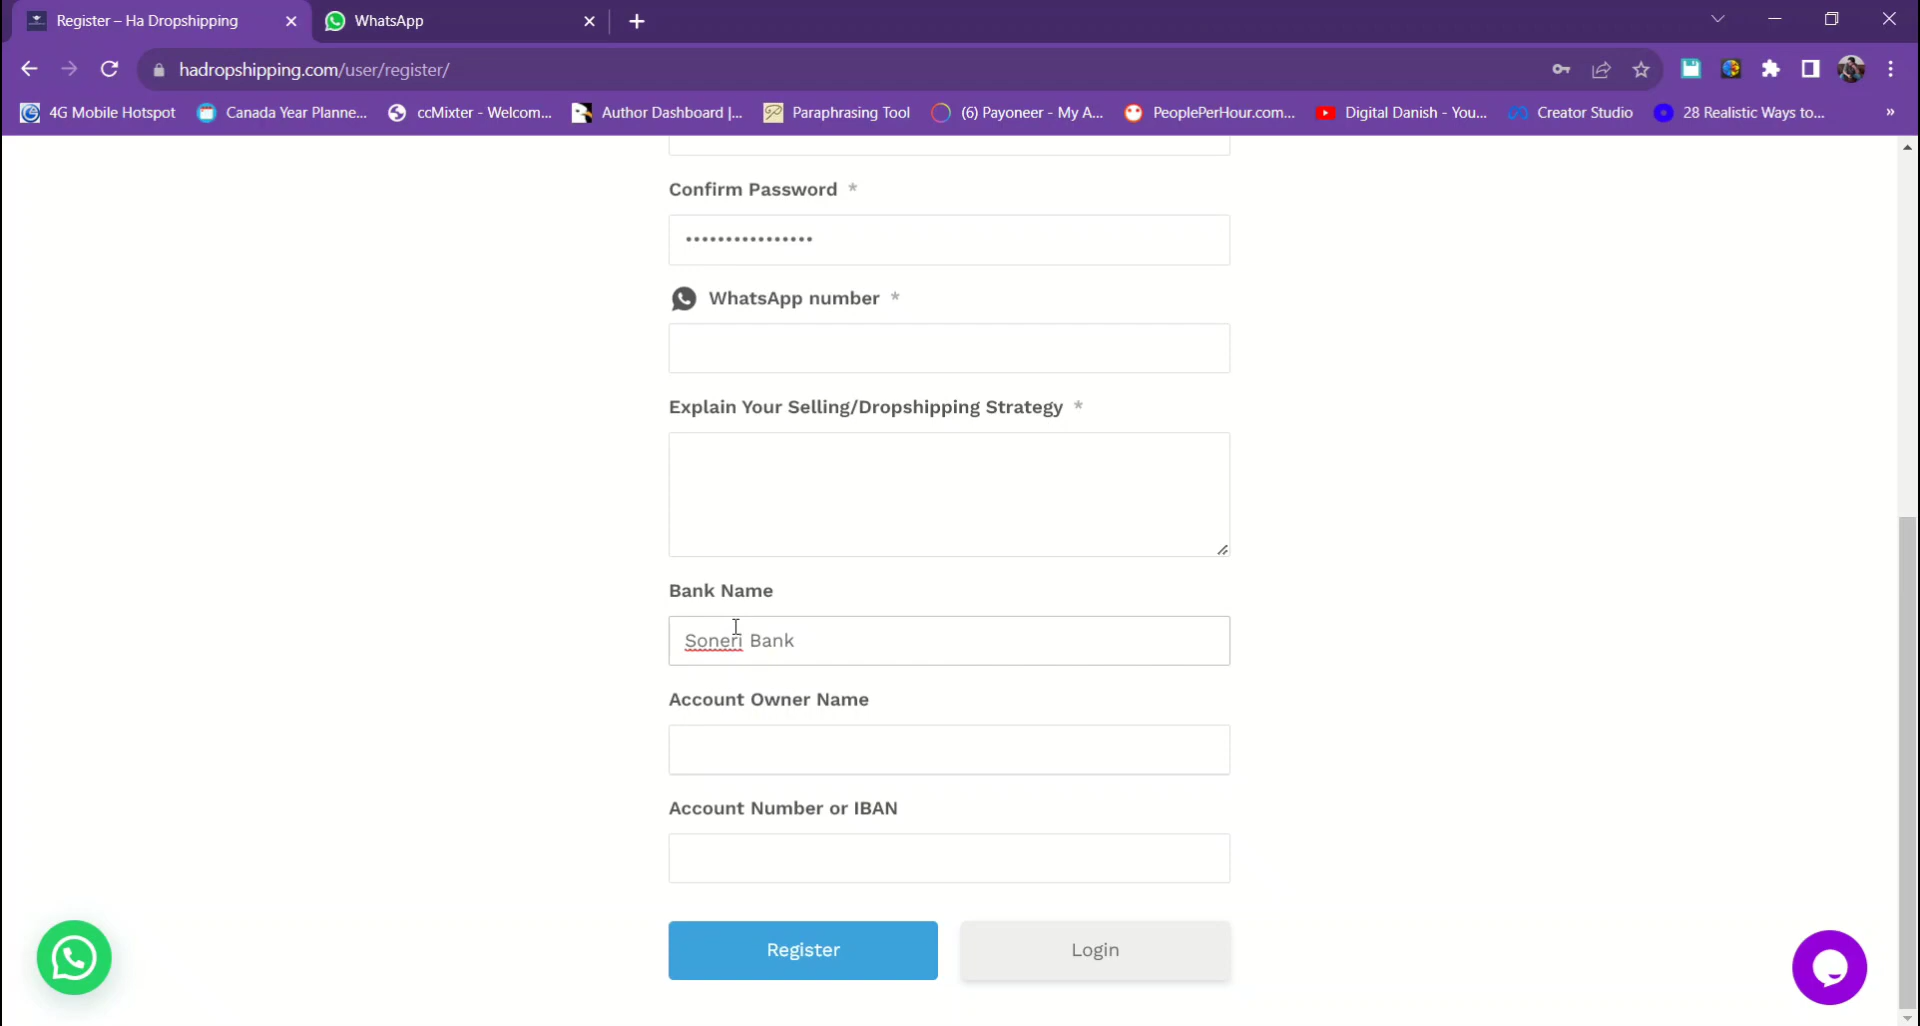 Register – Ha Dropshipping
WhatsApp
hadropshipping.com/user/register/
4G Mobile Hotspot
Canada Year Planne...
ccMixter - Welcom...
Author Dashboard |...
Paraphrasing Tool
(6) Payoneer - My A...
PeoplePerHour.com...
Digital Danish - You...
Creator Studio
28 Realistic Ways to...
»
Confirm Password *
••••••••••••••••
WhatsApp number *
Explain Your Selling/Dropshipping Strategy *
Bank Name
Soneri Bank
Account Owner Name
Account Number or IBAN
Register
Login